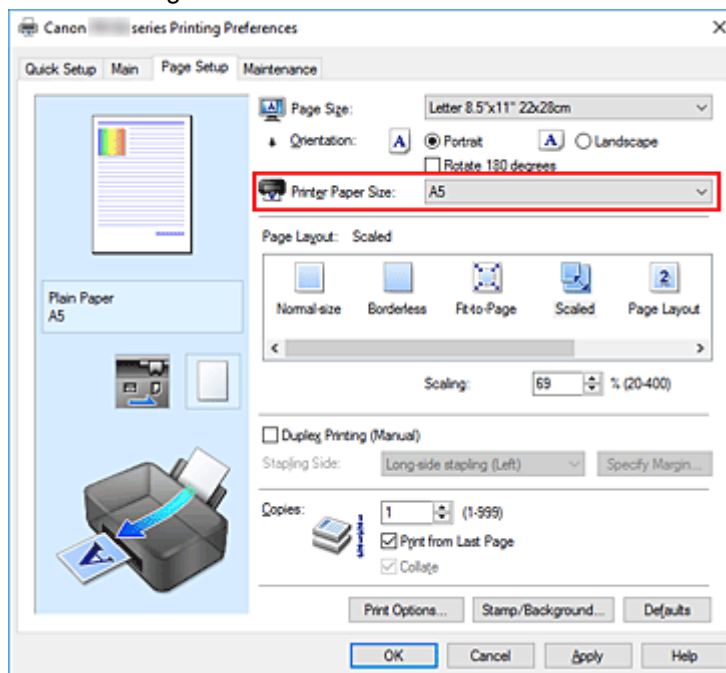 Canon series Printing Preferences
Quick Setup Main Page Setup Maintenance
Page Size: Letter 8.5"x11" 22x28cm
Orientation: A Portrait A Landscape
Rotate 180 degrees
Printer Paper Size: A5
Page Layout: Scaled
Plain Paper
A5
Normal-size Borderless Fit-to-Page Scaled 2 Page Layout
Scaling: 69 % (20-400)
Duplex Printing (Manual)
Stapling Side: Long-side stapling (Left) Specify Margin...
Copies: 1 (1-999)
Print from Last Page
Collate
A
Print Options... Stamp/Background... Defaults
OK Cancel Apply Help